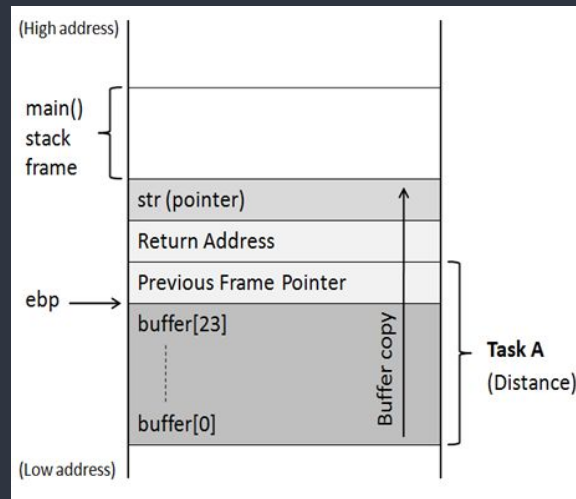 (High address)
main()
stack
frame
str (pointer)
Return Address
Previous Frame Pointer
ebp
buffer[23]
Buffer copy
Task A
(Distance)
buffer[0]
(Low address)